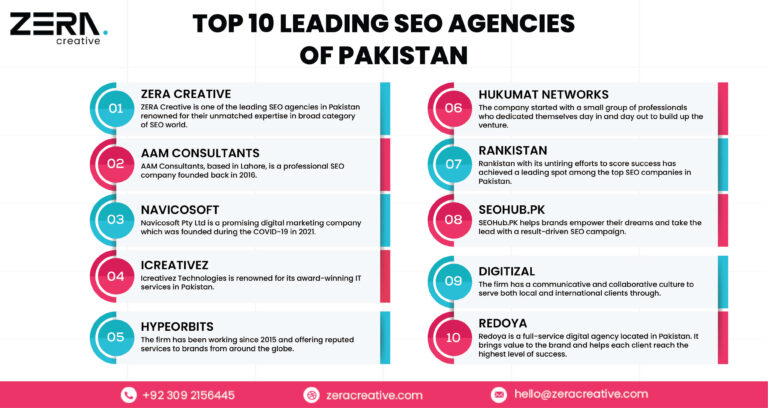 ZERA.
creative
TOP 10 LEADING SEO AGENCIES
OF PAKISTAN
01
ZERA CREATIVE
ZERA Creative is one of the leading SEO agencies in Pakistan
renowned for their unmatched expertise in broad category
of SEO world.
02
AAM CONSULTANTS
AAM Consultants, based in Lahore, is a professional SEO
company founded back in 2016.
03
NAVICOSOFT
Navicosoft Pty Ltd is a promising digital marketing company
which was founded during the COVID-19 in 2021.
04
ICREATIVEZ
Icreativez Technologies is renowned for its award-winning IT
services in Pakistan.
05
HYPEORBITS
The firm has been working since 2015 and offering reputed
services to brands from around the globe.
06
HUKUMAT NETWORKS
The company started with a small group of professionals
who dedicated themselves day in and day out to build up the
venture.
07
RANKISTAN
Rankistan with its untiring efforts to score success has
achieved a leading spot among the top SEO companies in
Pakistan.
08
SEOHUB.PK
SEOHub.PK helps brands empower their dreams and take the
lead with a result-driven SEO campaign.
09
DIGITIZAL
The firm has a communicative and collaborative culture to
serve both local and international clients through.
10
REDOYA
Redoya is a full-service digital agency located in Pakistan. It
brings value to the brand and helps each client reach the
highest level of success.
+92 309 2156445
zeracreative.com
hello@zeracreative.com